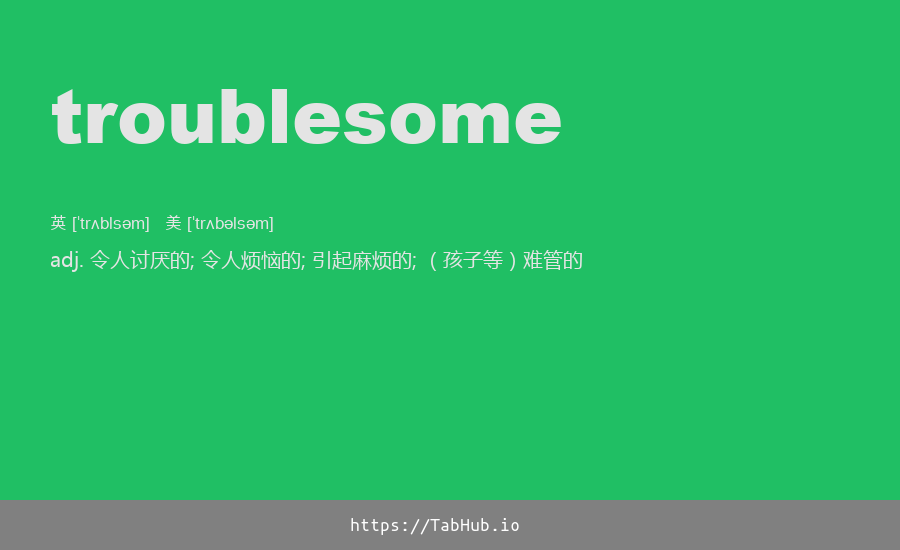 troublesome
英 [ˈtrʌblsəm] 美 [ˈtrʌbəlsəm]
adj. 令人讨厌的; 令人烦恼的; 引起麻烦的; （孩子等）难管的
https://TabHub.io